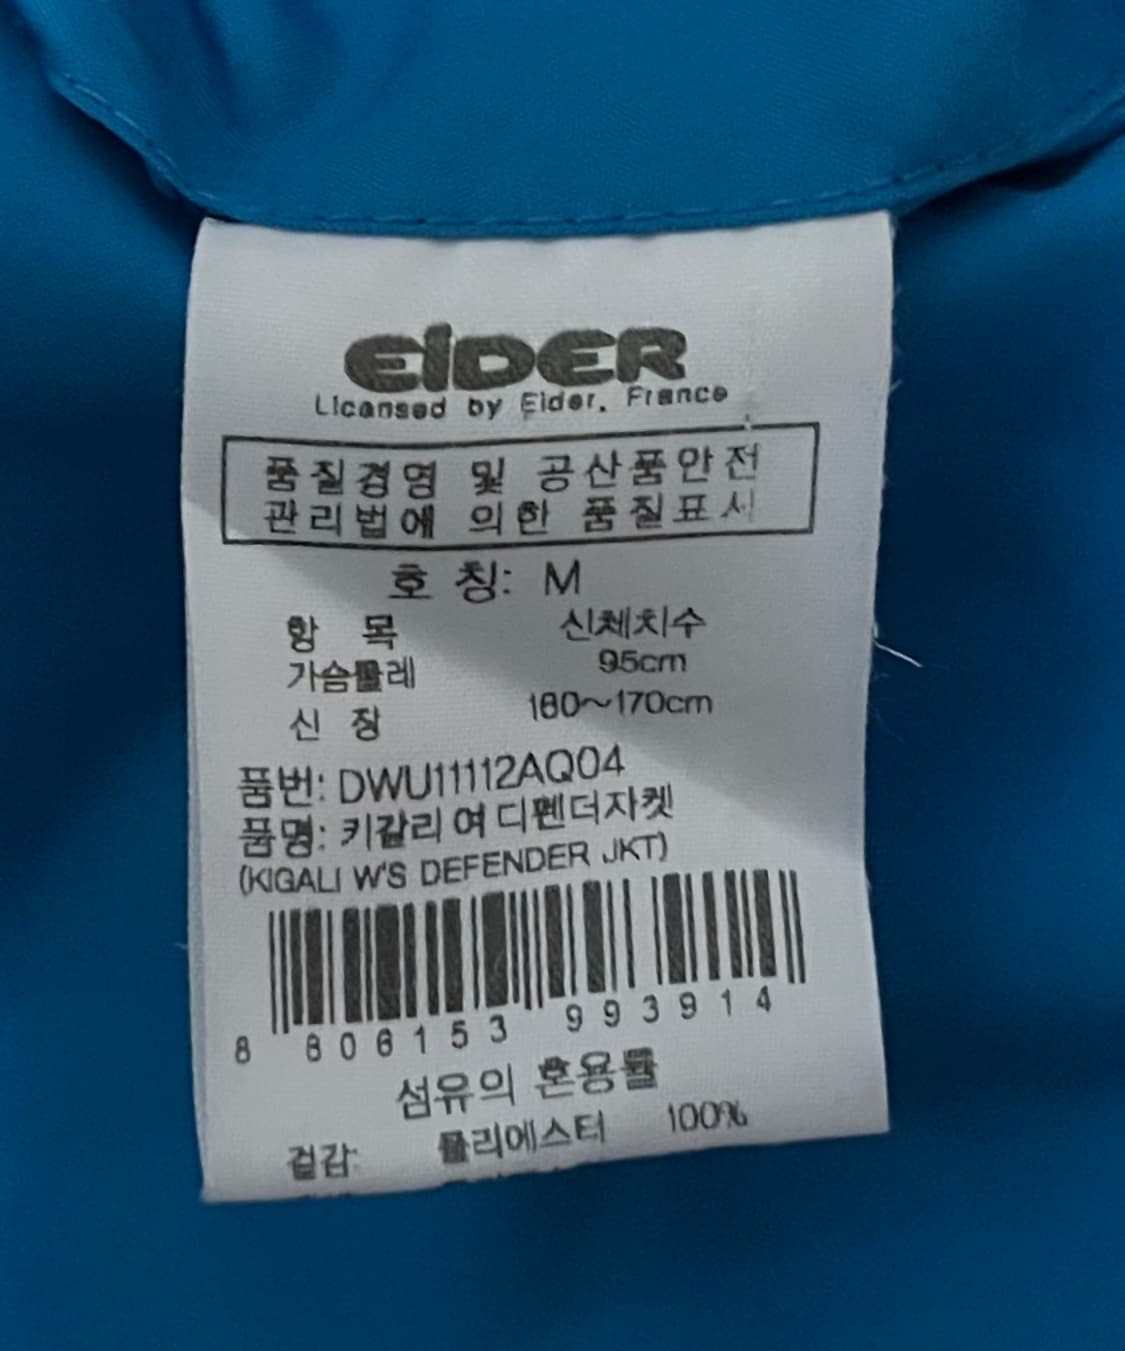 EIDER
Licensed by Eider, France
품질경영 및 공산품안전
관리법에 의한 품질표시
호 칭: M
항 목 신체치수
가슴둘레 95cm
신 장 160~170cm
품번: DWU11112AQ04
품명: 키갈리 여 디펜더자켓
(KIGALI W'S DEFENDER JKT)
8 806153 993914
섬유의 혼용률
겉감: 폴리에스터 100%